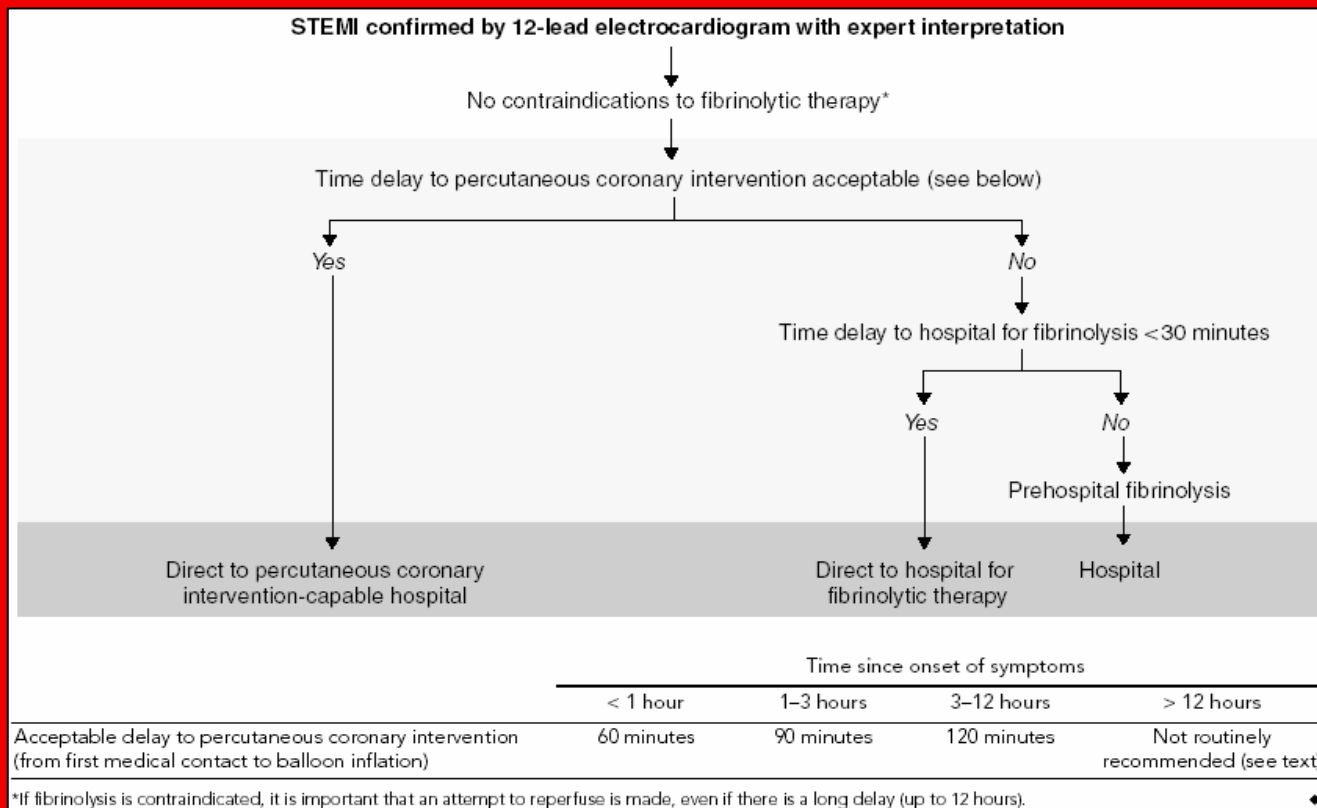 STEMI confirmed by 12-lead electrocardiogram with expert interpretation
No contraindications to fibrinolytic therapy*
Time delay to percutaneous coronary intervention acceptable (see below)
Yes
No
Time delay to hospital for fibrinolysis <30 minutes
Yes
No
Prehospital fibrinolysis
Direct to percutaneous coronary
intervention-capable hospital
Direct to hospital for
fibrinolytic therapy
Hospital
Time since onset of symptoms
< 1 hour 1–3 hours 3–12 hours > 12 hours
Acceptable delay to percutaneous coronary intervention 60 minutes 90 minutes 120 minutes Not routinely
(from first medical contact to balloon inflation) recommended (see text)
*If fibrinolysis is contraindicated, it is important that an attempt to reperfuse is made, even if there is a long delay (up to 12 hours).